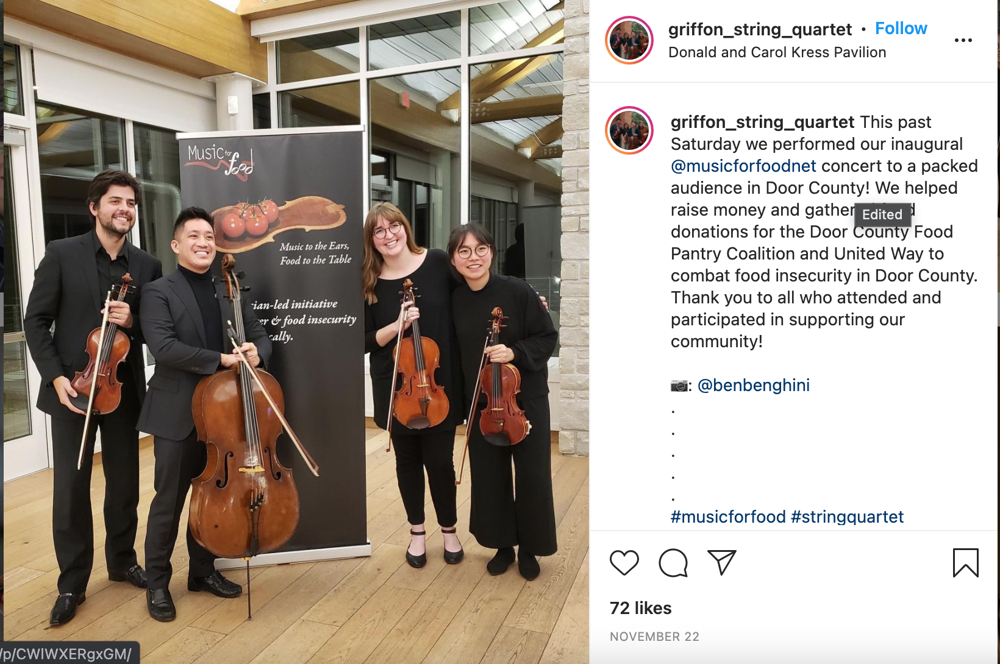 Music for
food
Music to the Ears,
Food to the Table
ian-led initiative
er & food insecurity
cally.
/p/CWIWXERgxGM/
griffon_string_quartet • Follow
Donald and Carol Kress Pavilion
griffon_string_quartet This past
Saturday we performed our inaugural
@musicforfoodnet concert to a packed
audience in Door County! We helped
raise money and gather
Edited
donations for the Door County Food
Pantry Coalition and United Way to
combat food insecurity in Door County.
Thank you to all who attended and
participated in supporting our
community!
📷: @benbenghini
.
.
.
.
.
#musicforfood #stringquartet
72 likes
NOVEMBER 22